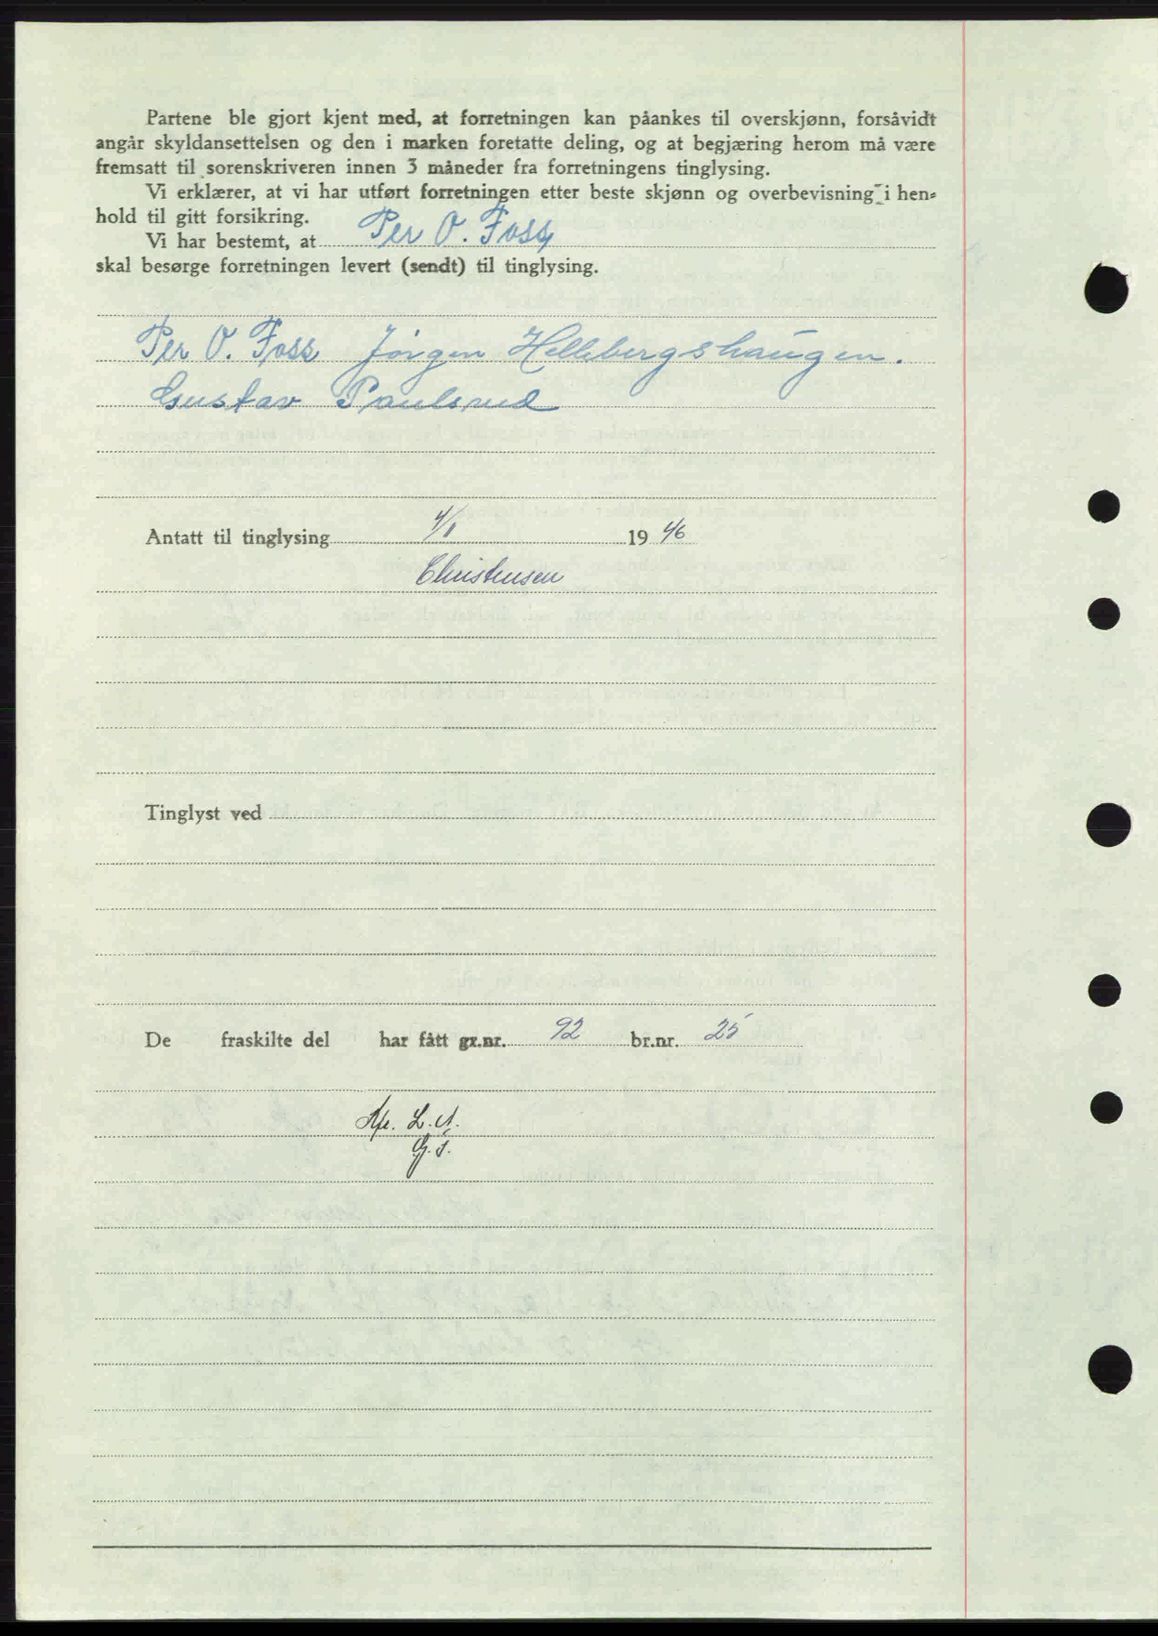 Partene ble gjort kjent med, at forretningen kan påankes til overskjønn, forsåvidt
angår skyldansettelsen og den i marken foretatte deling, og at begjæring herom må være
fremsatt til sorenskriveren innen 3 måneder fra forretningens tinglysing.
Vi erklærer, at vi har utført forretningen etter beste skjønn og overbevisning i hen-
hold til gitt forsikring.
Vi har bestemt, at Per O. Foss
skal besørge forretningen levert (sendt) til tinglysing.
Per O. Foss Jörgen Hellebergshaugen.
Gustav Paulsrud
Antatt til tinglysing 4/1 1946
Christensen
Tinglyst ved
De fraskilte del har fått gr.nr. 92 br.nr. 25
L. A.
G. S.